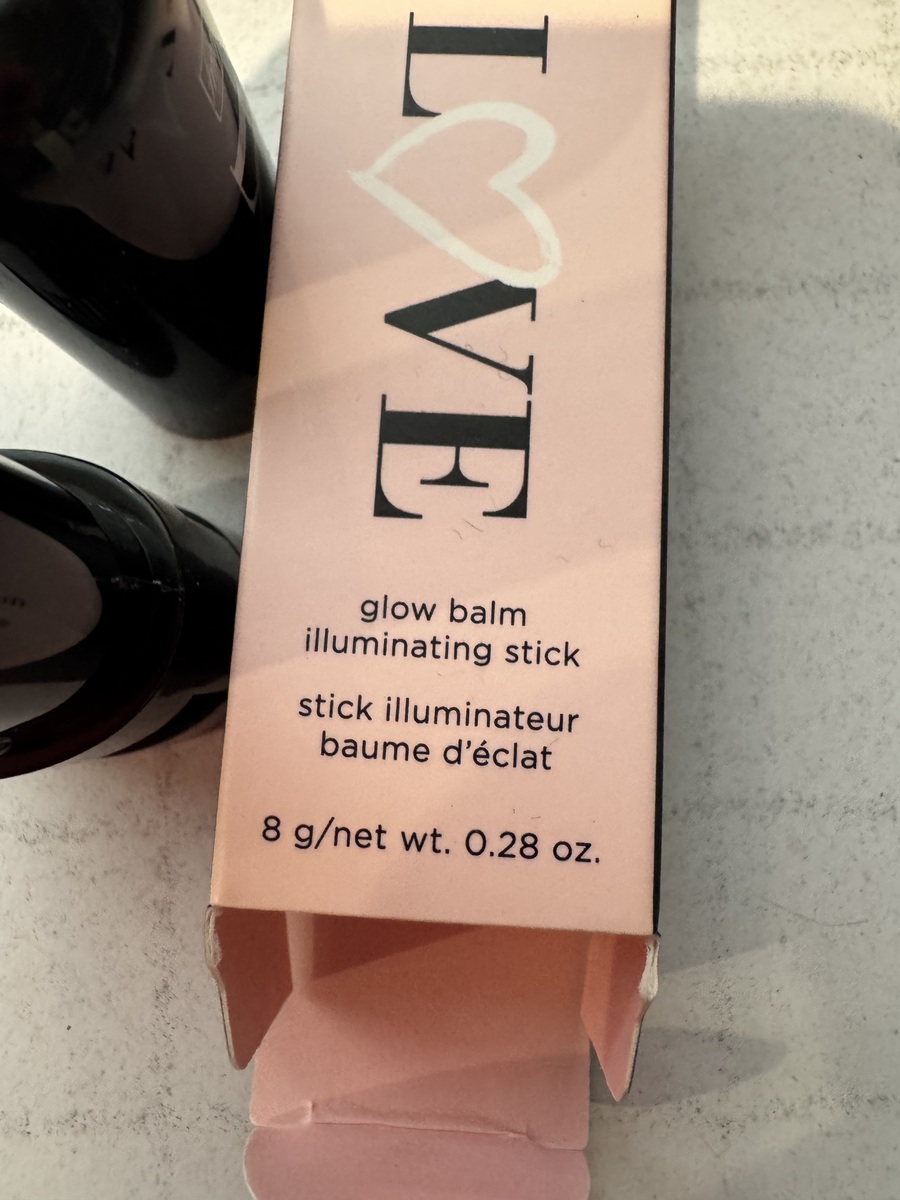 LOVE
glow balm
illuminating stick
stick illuminateur
baume d'éclat
8 g/net wt. 0.28 oz.